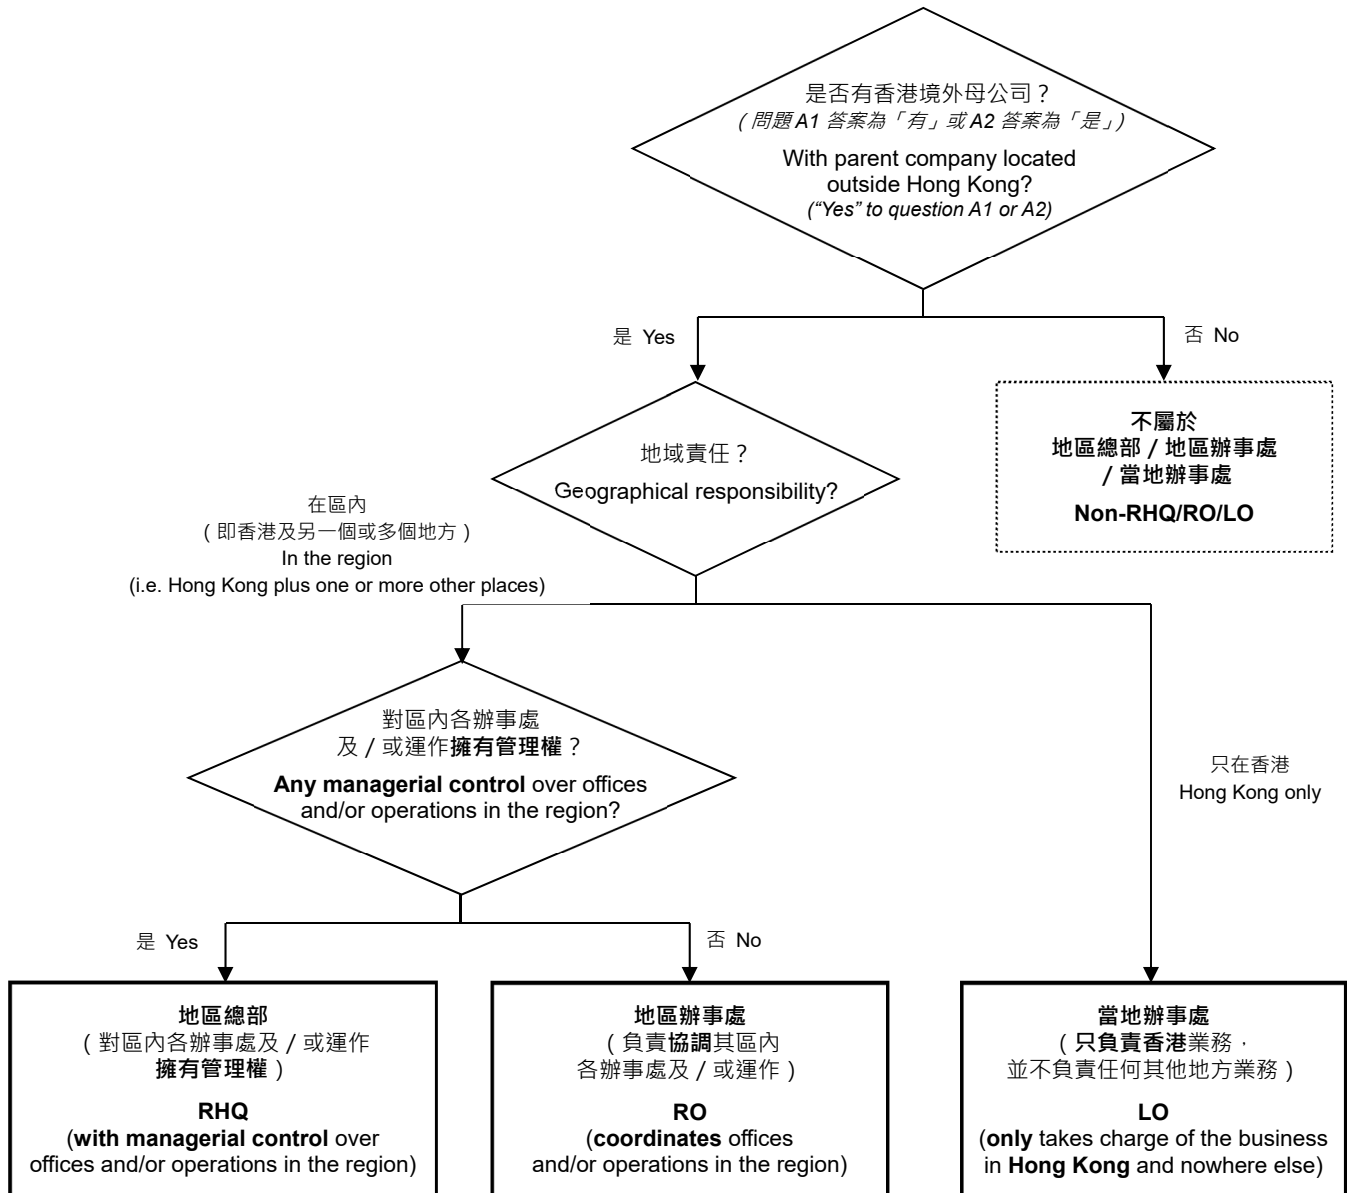 是否有香港境外母公司？
（問題 A1 答案為「有」或 A2 答案為「是」）
With parent company located
outside Hong Kong?
(“Yes” to question A1 or A2)
是 Yes
否 No
地域責任？
Geographical responsibility?
不屬於
地區總部 / 地區辦事處
/ 當地辦事處
Non-RHQ/RO/LO
在區內
（即香港及另一個或多個地方）
In the region
(i.e. Hong Kong plus one or more other places)
對區內各辦事處
及 / 或運作擁有管理權？
Any managerial control over offices
and/or operations in the region?
只在香港
Hong Kong only
是 Yes
否 No
地區總部
（對區內各辦事處及 / 或運作
擁有管理權）
RHQ
(with managerial control over
offices and/or operations in the region)
地區辦事處
（負責協調其區內
各辦事處及 / 或運作）
RO
(coordinates offices
and/or operations in the region)
當地辦事處
（只負責香港業務，
並不負責任何其他地方業務）
LO
(only takes charge of the business
in Hong Kong and nowhere else)